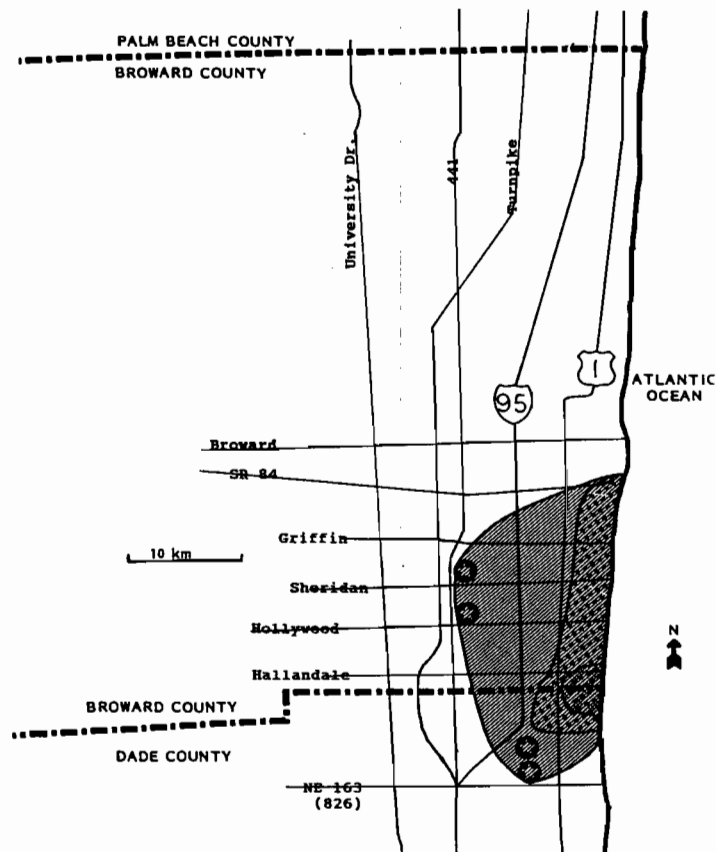 PALM BEACH COUNTY
BROWARD COUNTY
University Dr.
441
Turnpike
1
95
ATLANTIC
OCEAN
Broward
SR 84
Griffin
10 km
Sheridan
Hollywood
N
Hallandale
BROWARD COUNTY
DADE COUNTY
NE 163
(826)